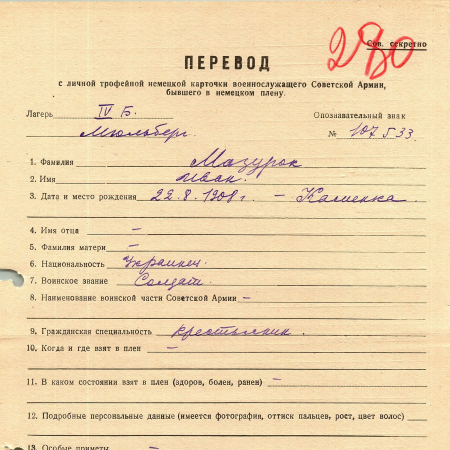 280
Сов. секретно
ПЕРЕВОД
с личной трофейной немецкой карточки военнослужащего Советской Армии,
бывшего в немецком плену.
Лагерь IV Б. Опознавательный знак
Мюльберг. № 107533
1. Фамилия Мазурок
2. Имя Иван
3. Дата и место рождения 22.8.1908 г. – Каменка
4. Имя отца –
5. Фамилия матери –
6. Национальность Украинец
7. Воинское звание Солдат
8. Наименование воинской части Советской Армии –
9. Гражданская специальность крестьянин
10. Когда и где взят в плен –
11. В каком состоянии взят в плен (здоров, болен, ранен) –
12. Подробные персональные данные (имеется фотография, оттиск пальцев, рост, цвет волос)
13. Особые приметы –